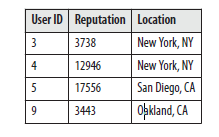 User ID Reputation Location
3 3738 New York, NY
4 12946 New York, NY
5 17556 San Diego, CA
9 3443 Oakland, CA